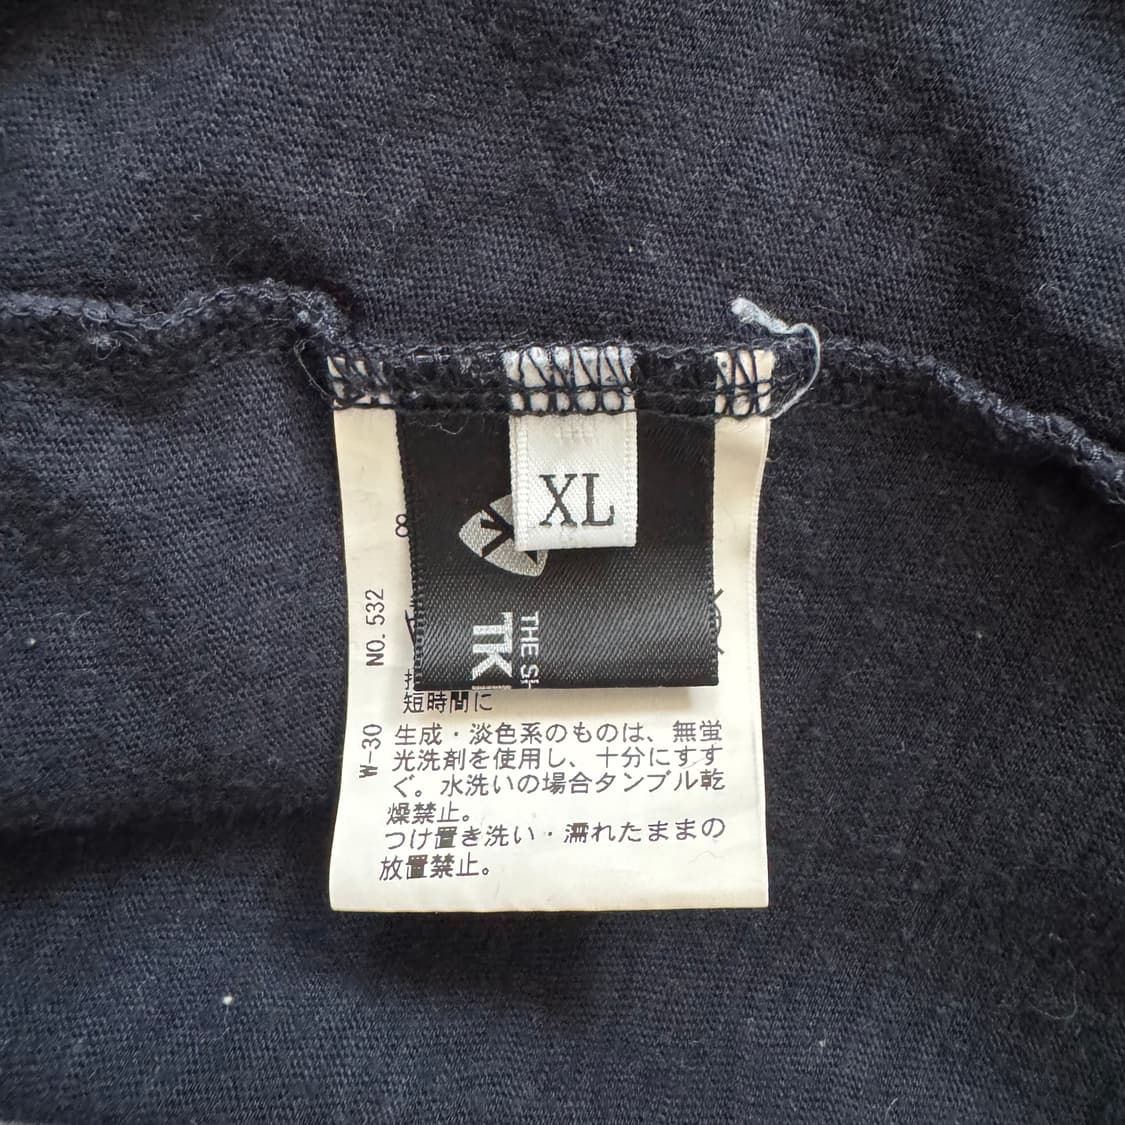 XL
THE SH
TK
8
NO. 532
W-30
短時間に
生成・淡色系のものは、無蛍
光洗剤を使用し、十分にすす
ぐ。水洗いの場合タンブル乾
燥禁止。
つけ置き洗い・濡れたままの
放置禁止。